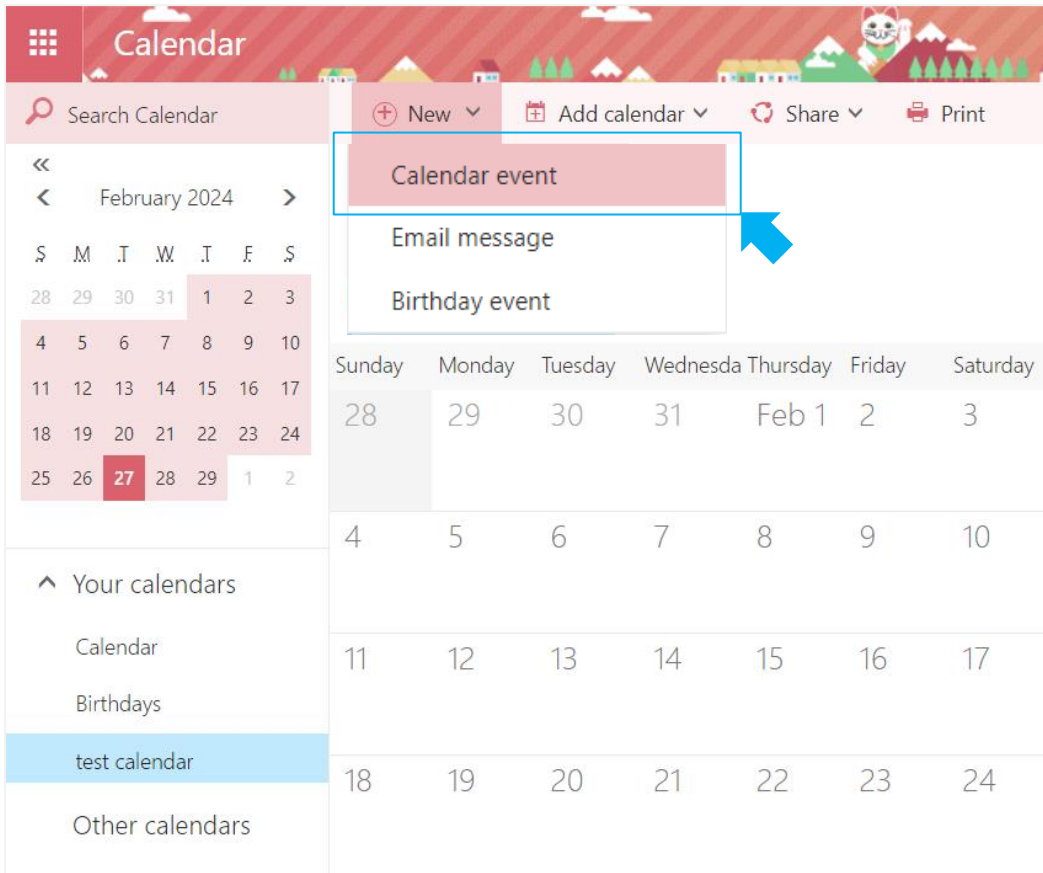 Calendar
Search Calendar
New
Add calendar
Share
Print
Calendar event
Email message
Birthday event
February 2024
S M T W T F S
28 29 30 31 1 2 3
4 5 6 7 8 9 10
11 12 13 14 15 16 17
18 19 20 21 22 23 24
25 26 27 28 29 1 2
Your calendars
Calendar
Birthdays
test calendar
Other calendars
Sunday Monday Tuesday Wednesda Thursday Friday Saturday
28 29 30 31 Feb 1 2 3
4 5 6 7 8 9 10
11 12 13 14 15 16 17
18 19 20 21 22 23 24